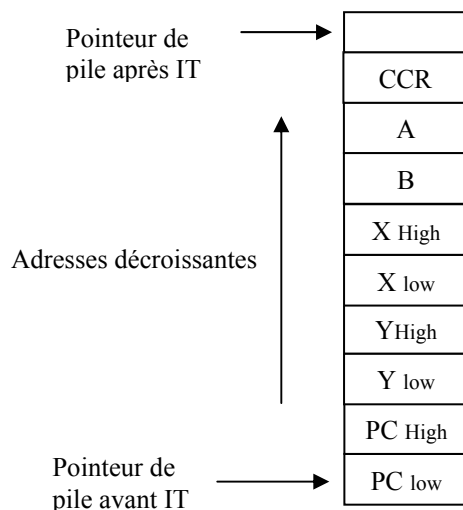 Pointeur de
pile après IT
CCR
A
B
X High
Adresses décroissantes
X low
YHigh
Y low
PC High
Pointeur de
pile avant IT
PC low